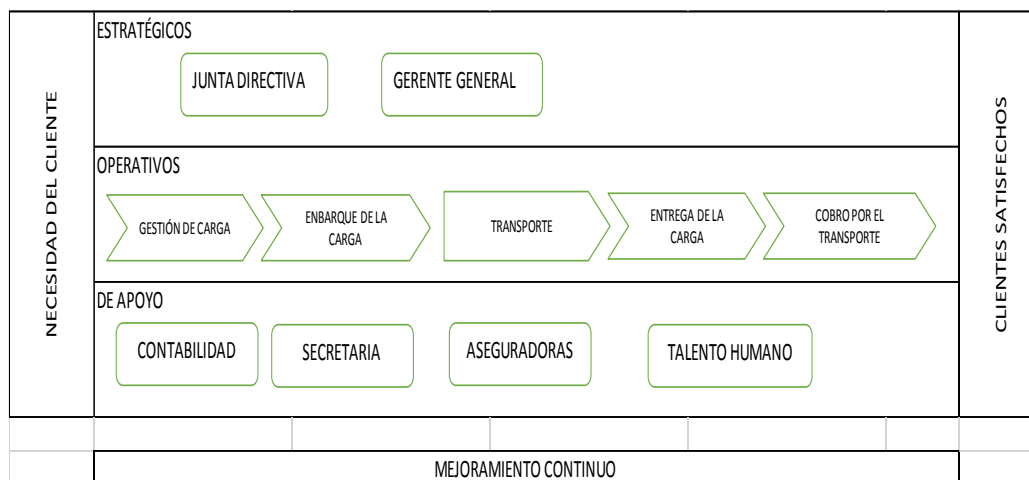 NECESIDAD DEL CLIENTE
ESTRATÉGICOS
JUNTA DIRECTIVA
GERENTE GENERAL
OPERATIVOS
GESTIÓN DE CARGA
ENBARQUE DE LA
CARGA
TRANSPORTE
ENTREGA DE LA
CARGA
COBRO POR EL
TRANSPORTE
DE APOYO
CONTABILIDAD
SECRETARIA
ASEGURADORAS
TALENTO HUMANO
CLIENTES SATISFECHOS
MEJORAMIENTO CONTINUO